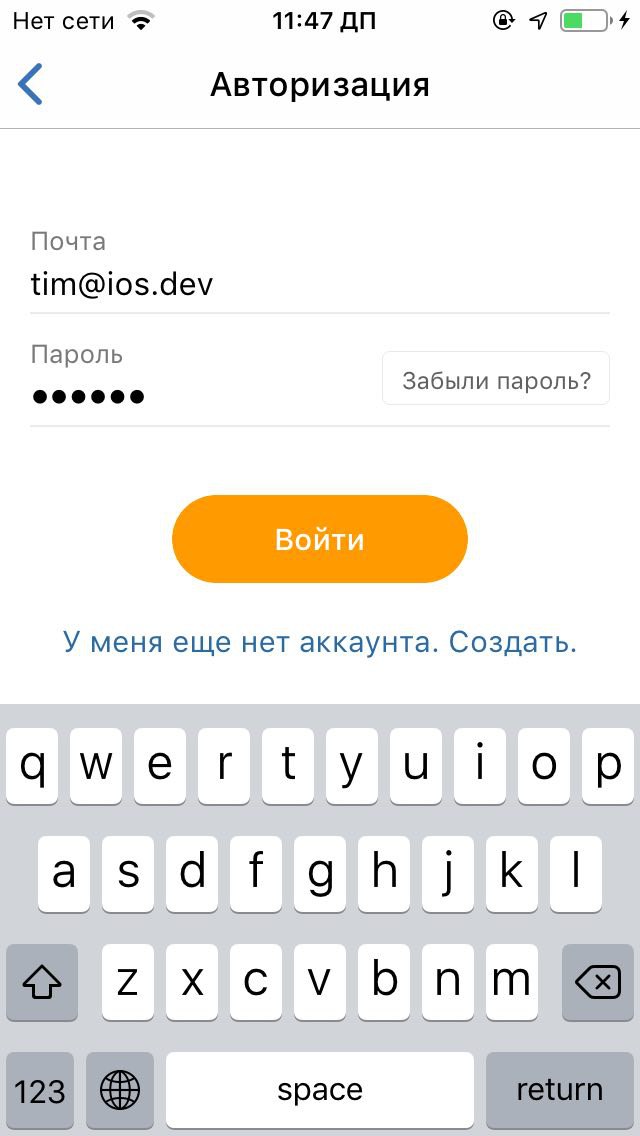 Нет сети 11:47 ДП
Авторизация
Почта
tim@ios.dev
Пароль
●●●●●● Забыли пароль?
Войти
У меня еще нет аккаунта. Создать.
q w e r t y u i o p
a s d f g h j k l
z x c v b n m
123 space return